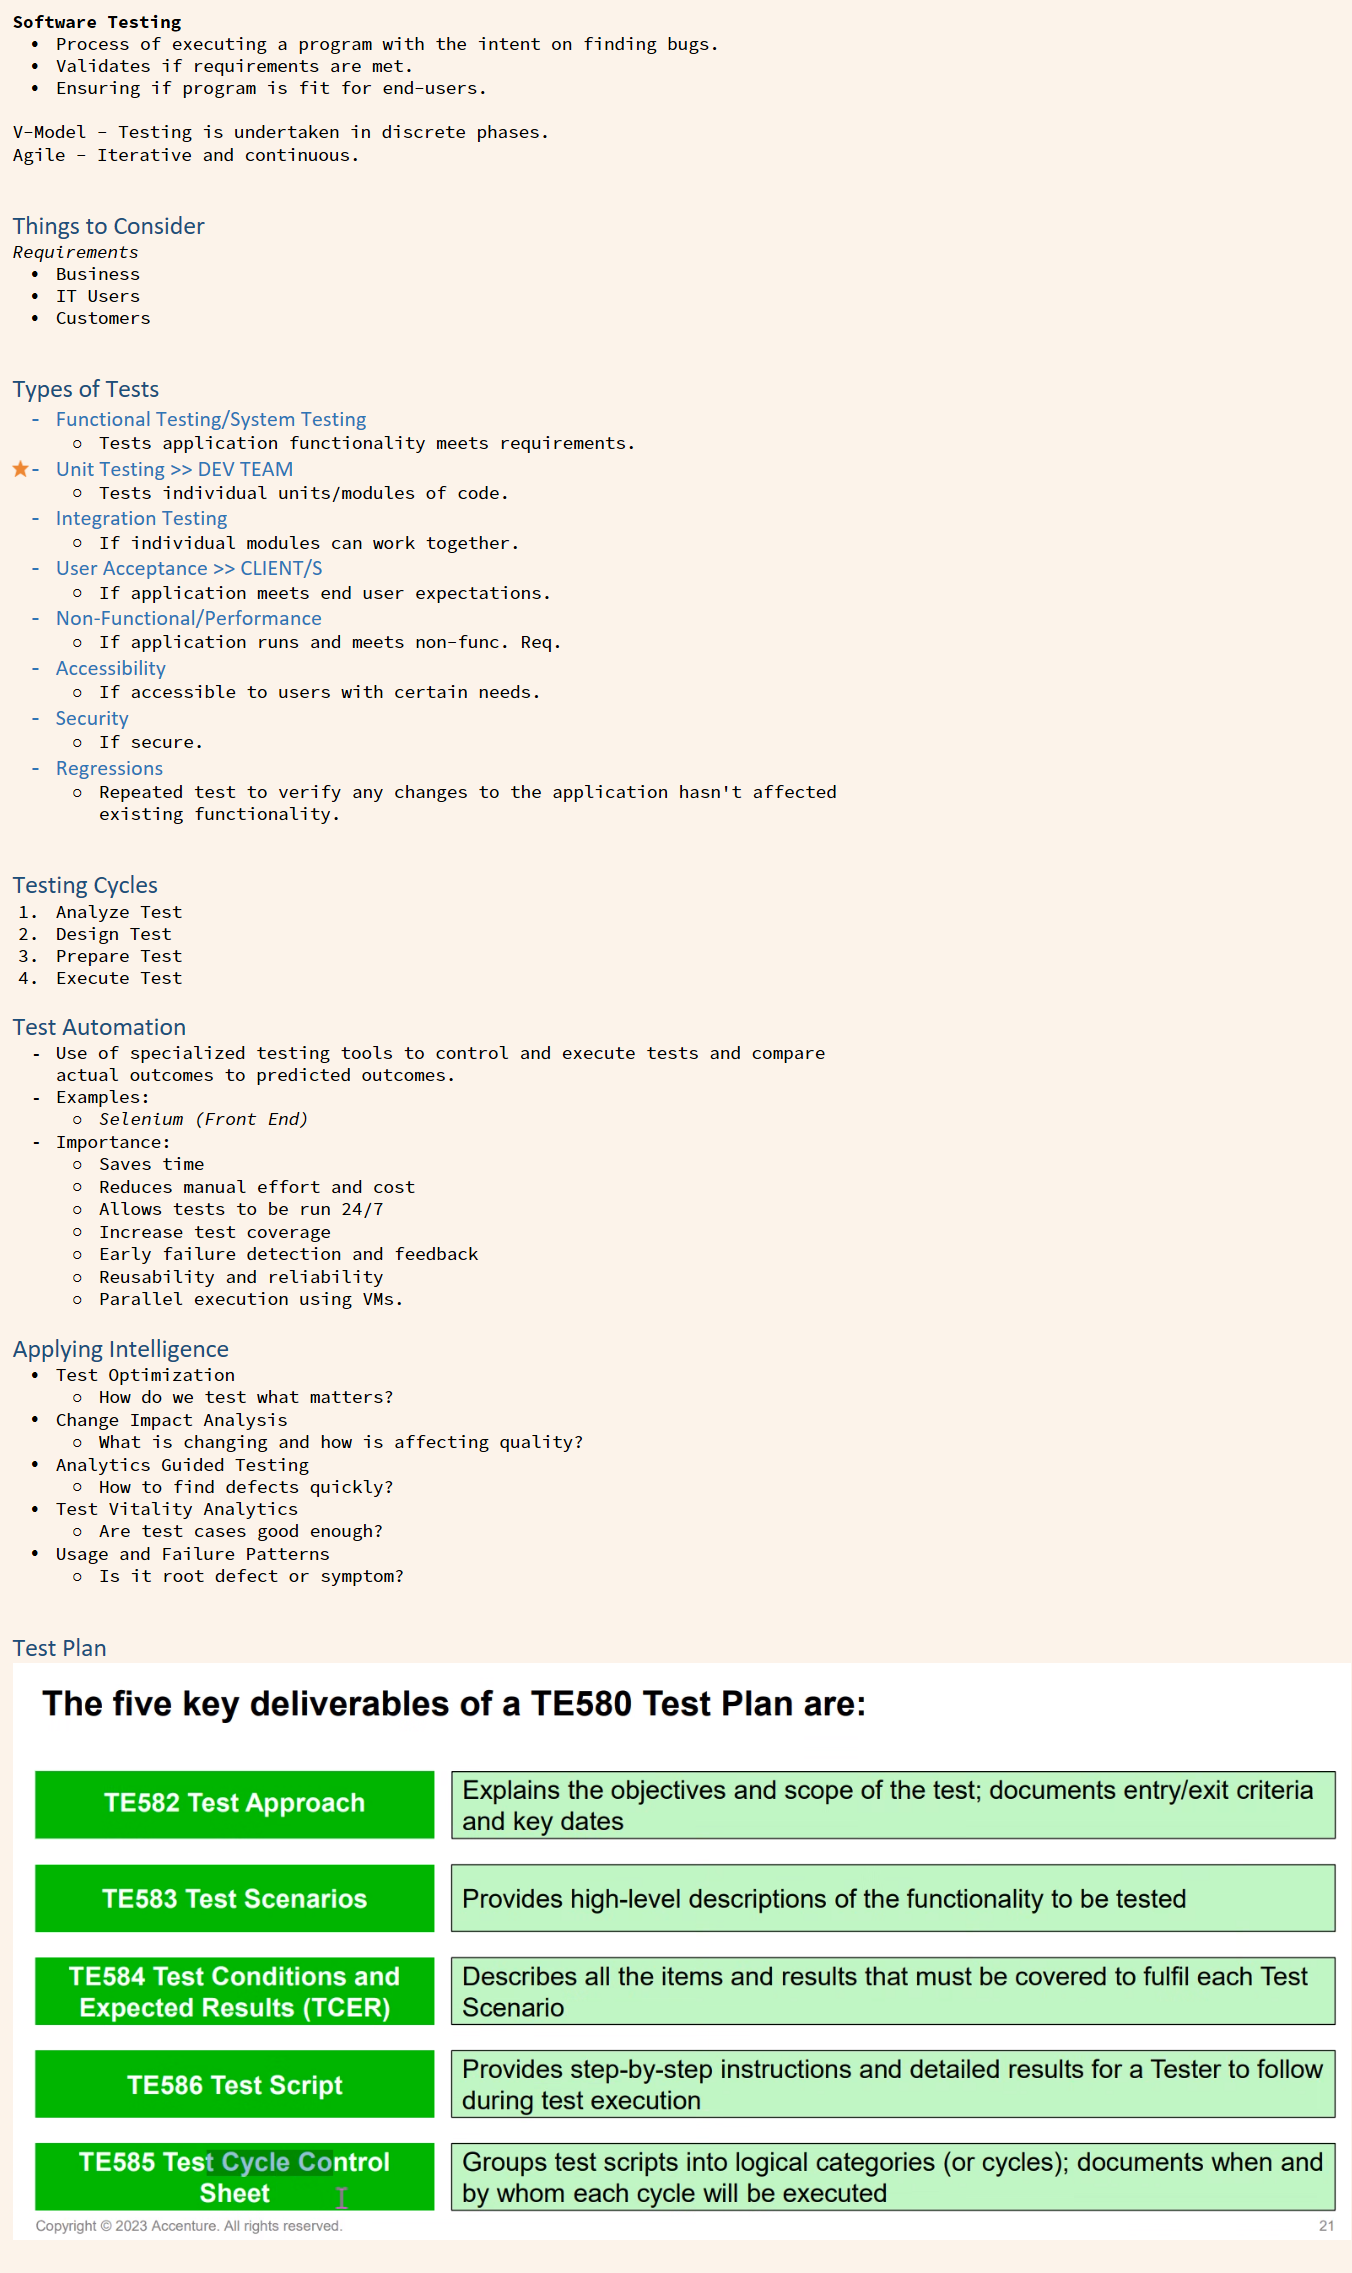 Software Testing
• Process of executing a program with the intent on finding bugs.
• Validates if requirements are met.
• Ensuring if program is fit for end-users.
V-Model - Testing is undertaken in discrete phases.
Agile - Iterative and continuous.
Things to Consider
Requirements
• Business
• IT Users
• Customers
Types of Tests
- Functional Testing/System Testing
○ Tests application functionality meets requirements.
- Unit Testing >> DEV TEAM
○ Tests individual units/modules of code.
- Integration Testing
○ If individual modules can work together.
- User Acceptance >> CLIENT/S
○ If application meets end user expectations.
- Non-Functional/Performance
○ If application runs and meets non-func. Req.
- Accessibility
○ If accessible to users with certain needs.
- Security
○ If secure.
- Regressions
○ Repeated test to verify any changes to the application hasn't affected
existing functionality.
Testing Cycles
1. Analyze Test
2. Design Test
3. Prepare Test
4. Execute Test
Test Automation
- Use of specialized testing tools to control and execute tests and compare
actual outcomes to predicted outcomes.
- Examples:
○ Selenium (Front End)
- Importance:
○ Saves time
○ Reduces manual effort and cost
○ Allows tests to be run 24/7
○ Increase test coverage
○ Early failure detection and feedback
○ Reusability and reliability
○ Parallel execution using VMs.
Applying Intelligence
• Test Optimization
○ How do we test what matters?
• Change Impact Analysis
○ What is changing and how is affecting quality?
• Analytics Guided Testing
○ How to find defects quickly?
• Test Vitality Analytics
○ Are test cases good enough?
• Usage and Failure Patterns
○ Is it root defect or symptom?
Test Plan
The five key deliverables of a TE580 Test Plan are:
TE582 Test Approach
Explains the objectives and scope of the test; documents entry/exit criteria
and key dates
TE583 Test Scenarios
Provides high-level descriptions of the functionality to be tested
TE584 Test Conditions and
Expected Results (TCER)
Describes all the items and results that must be covered to fulfil each Test
Scenario
TE586 Test Script
Provides step-by-step instructions and detailed results for a Tester to follow
during test execution
TE585 Test Cycle Control
Sheet
Groups test scripts into logical categories (or cycles); documents when and
by whom each cycle will be executed
Copyright © 2023 Accenture. All rights reserved.
21